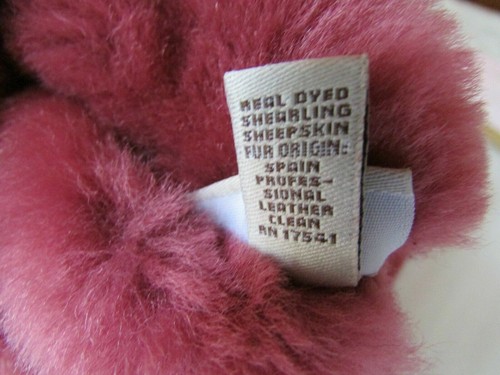 REAL DYED
SHEARLING
SHEEPSKIN
FUR ORIGIN:
SPAIN
PROFES-
SIONAL
LEATHER
CLEAN
RN 17541